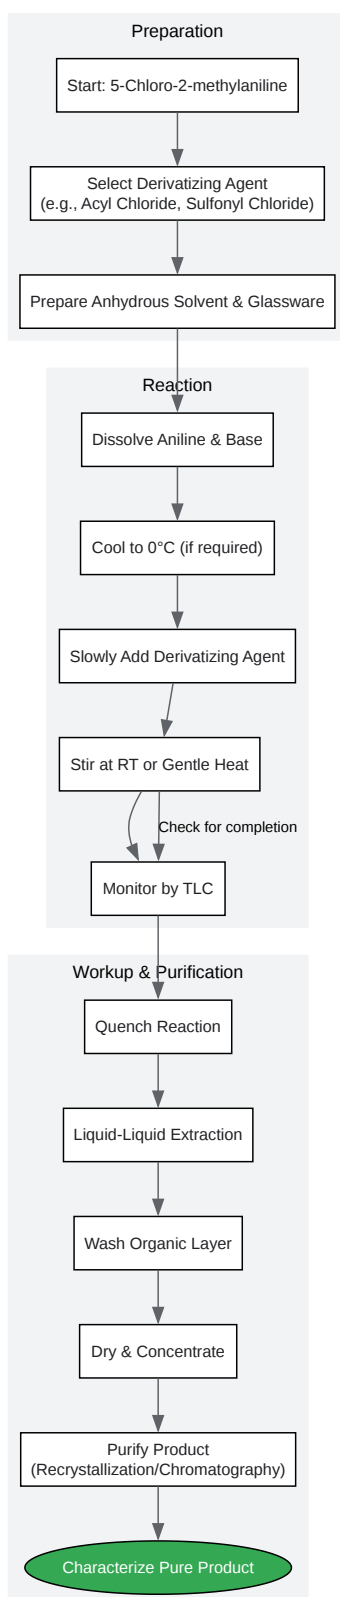 Preparation
Start: 5-Chloro-2-methylaniline
Select Derivatizing Agent
(e.g., Acyl Chloride, Sulfonyl Chloride)
Prepare Anhydrous Solvent & Glassware
Reaction
Dissolve Aniline & Base
Cool to 0°C (if required)
Slowly Add Derivatizing Agent
Stir at RT or Gentle Heat
Check for completion
Monitor by TLC
Workup & Purification
Quench Reaction
Liquid-Liquid Extraction
Wash Organic Layer
Dry & Concentrate
Purify Product
(Recrystallization/Chromatography)
Characterize Pure Product